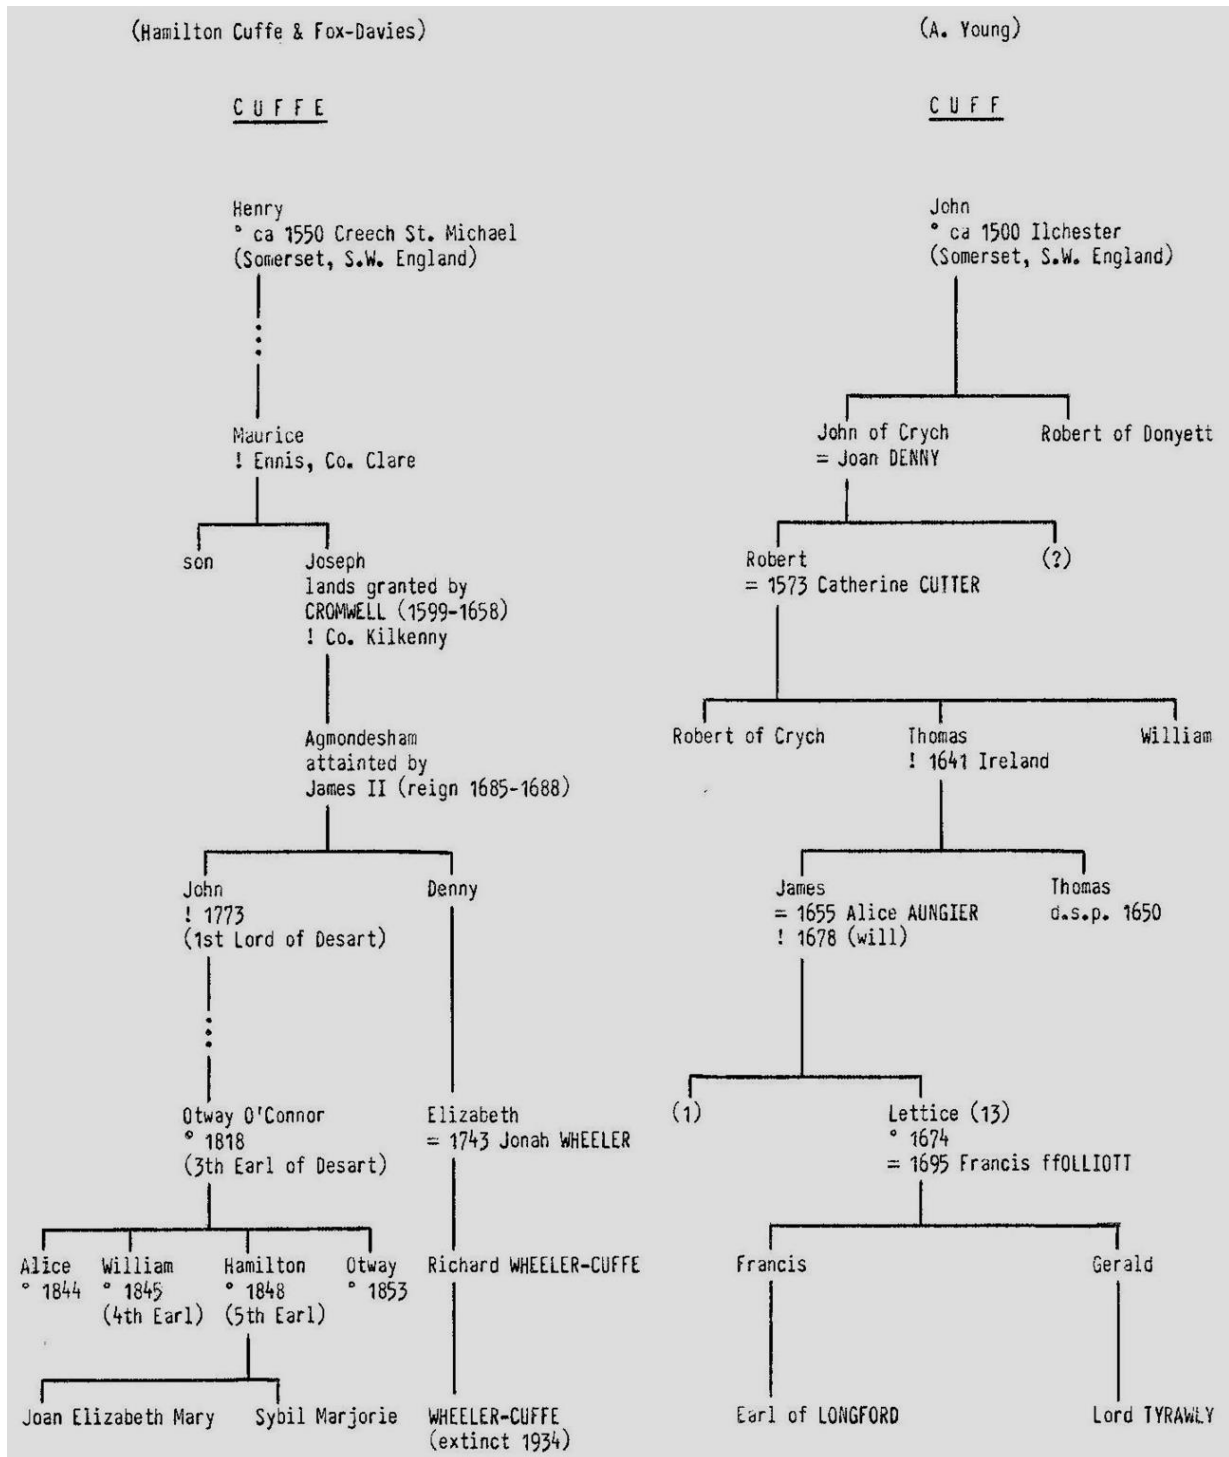 (Hamilton Cuffe & Fox-Davies)
CUFFE
Henry
° ca 1550 Creech St. Michael
(Somerset, S.W. England)
Maurice
! Ennis, Co. Clare
son
Joseph
lands granted by
CROMWELL (1599-1658)
! Co. Kilkenny
Agmondesham
attainted by
James II (reign 1685-1688)
John
! 1773
(1st Lord of Desart)
Denny
Otway O'Connor
° 1818
(3th Earl of Desart)
Elizabeth
= 1743 Jonah WHEELER
Alice
° 1844
William
° 1845
(4th Earl)
Hamilton
° 1848
(5th Earl)
Otway
° 1853
Richard WHEELER-CUFFE
Joan Elizabeth Mary
Sybil Marjorie
WHEELER-CUFFE
(extinct 1934)
(A. Young)
CUFF
John
° ca 1500 Ilchester
(Somerset, S.W. England)
John of Crych
= Joan DENNY
Robert of Donyett
Robert
= 1573 Catherine CUTTER
(?)
Robert of Crych
Thomas
! 1641 Ireland
William
James
= 1655 Alice AUNGIER
! 1678 (will)
Thomas
d.s.p. 1650
(1)
Lettice (13)
° 1674
= 1695 Francis ffOLLIOTT
Francis
Gerald
Earl of LONGFORD
Lord TYRAWLY